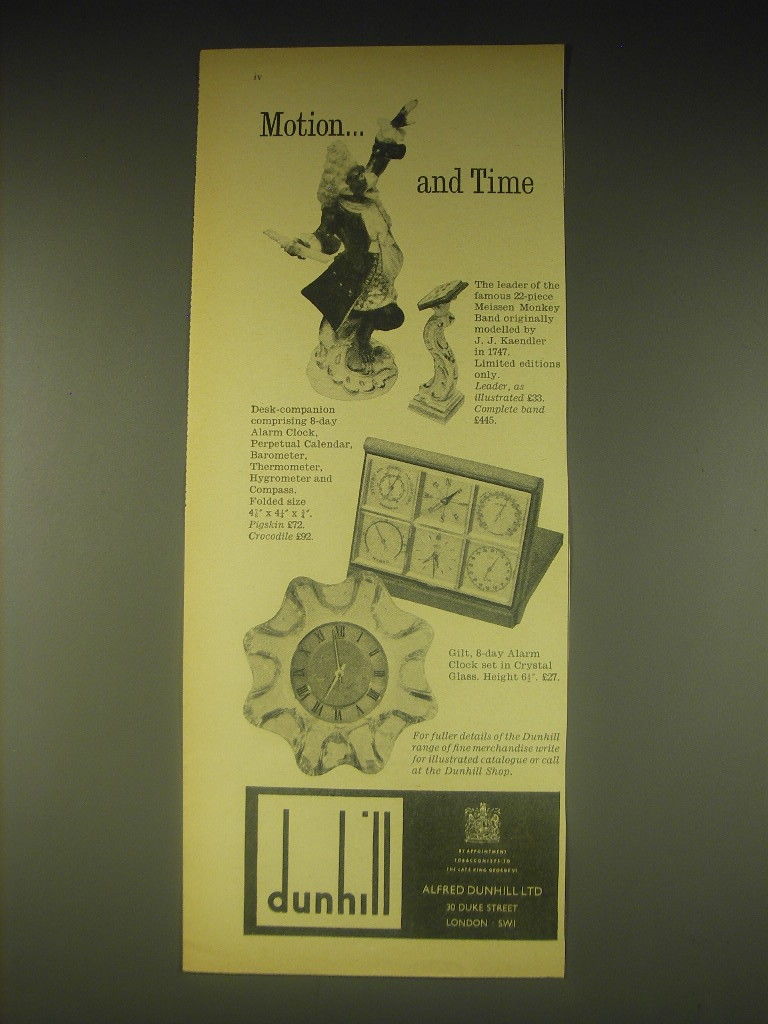 iv
Motion...
and Time
The leader of the
famous 22-piece
Meissen Monkey
Band originally
modelled by
J. J. Kaendler
in 1747.
Limited editions
only.
Leader, as
illustrated £33.
Complete band
£445.
Desk-companion
comprising 8-day
Alarm Clock,
Perpetual Calendar,
Barometer,
Thermometer,
Hygrometer and
Compass.
Folded size
Pigskin £72.
Crocodile £92.
Gilt, 8-day Alarm
Clock set in Crystal
Glass. Height 6½". £27.
For fuller details of the Dunhill
range of fine merchandise write
for illustrated catalogue or call
at the Dunhill Shop.
dunhill
BY APPOINTMENT
TOBACCONISTS TO
THE LATE KING GEORGE VI
ALFRED DUNHILL LTD
30 DUKE STREET
LONDON · SW1